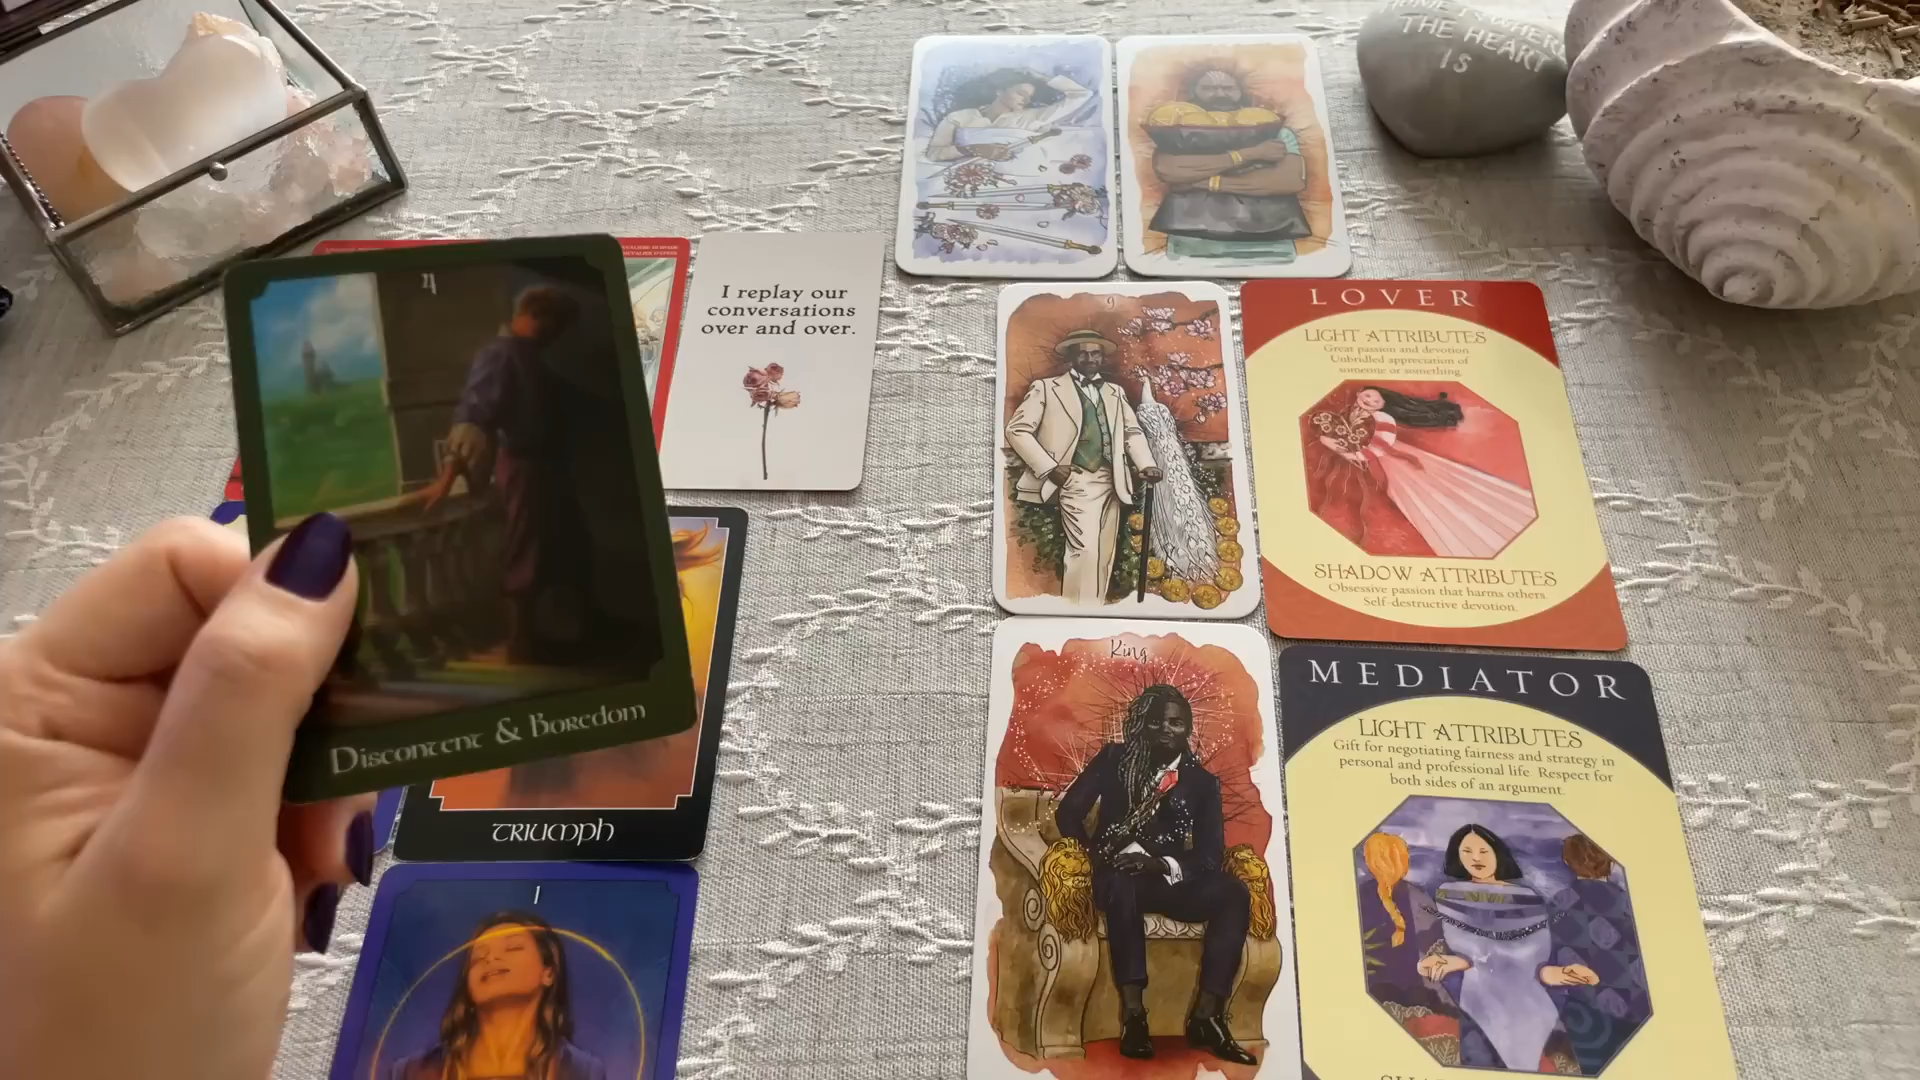 HOME IS WHERE
THE HEART
IS
4
Discontent & Boredom
I replay our
conversations
over and over.
TRIUMPH
1
9
King
LOVER
LIGHT ATTRIBUTES
Great passion and devotion
Unbridled appreciation of
someone or something.
SHADOW ATTRIBUTES
Obsessive passion that harms others.
Self-destructive devotion.
MEDIATOR
LIGHT ATTRIBUTES
Gift for negotiating fairness and strategy in
personal and professional life. Respect for
both sides of an argument.